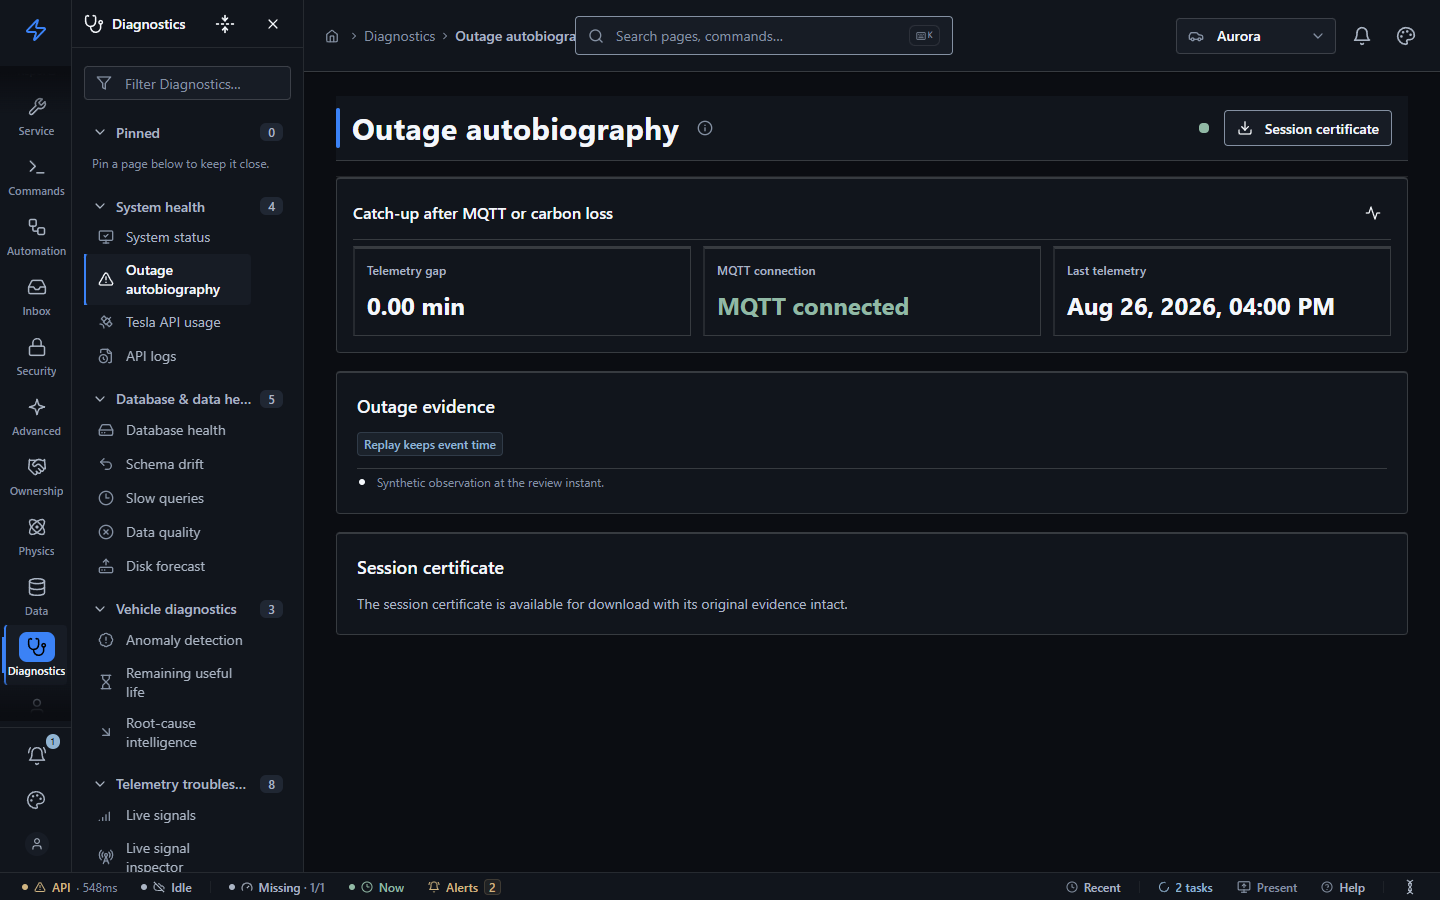 Diagnostics
Diagnostics
Outage autobiogra
Search pages, commands...
K
Aurora
Service
Commands
Automation
Inbox
Security
Advanced
Ownership
Physics
Data
Diagnostics
1
Filter Diagnostics...
Pinned
0
Pin a page below to keep it close.
System health
4
System status
Outage
autobiography
Tesla API usage
API logs
Database & data he...
5
Database health
Schema drift
Slow queries
Data quality
Disk forecast
Vehicle diagnostics
3
Anomaly detection
Remaining useful
life
Root-cause
intelligence
Telemetry troubles...
8
Live signals
Live signal
inspector
Outage autobiography
Session certificate
Catch-up after MQTT or carbon loss
Telemetry gap
0.00 min
MQTT connection
MQTT connected
Last telemetry
Aug 26, 2026, 04:00 PM
Outage evidence
Replay keeps event time
Synthetic observation at the review instant.
Session certificate
The session certificate is available for download with its original evidence intact.
API · 548ms
Idle
Missing · 1/1
Now
Alerts 2
Recent
2 tasks
Present
Help